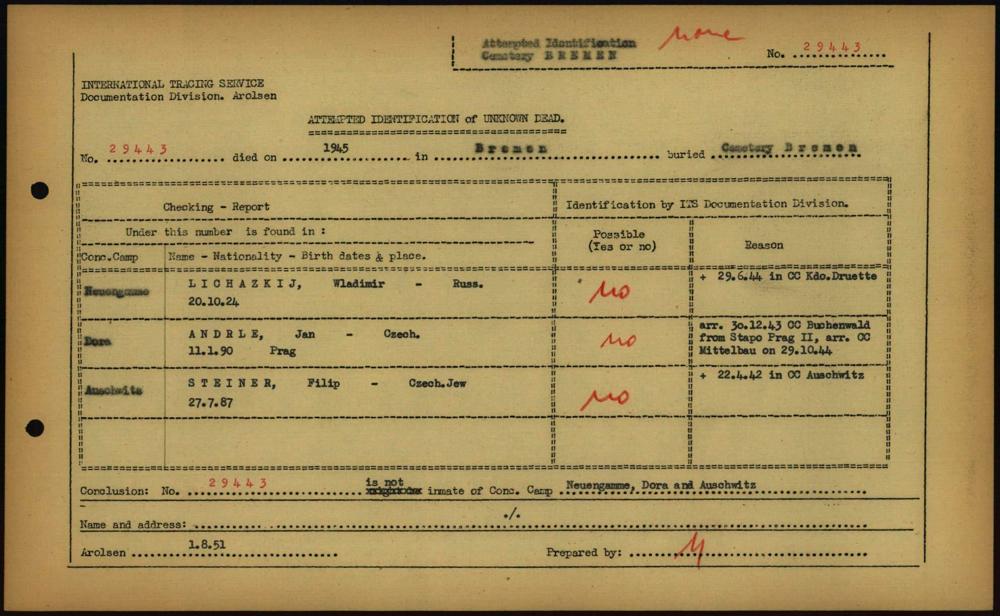 Attempted Identification none
Cemetery B R E M E N No. 29443
INTERNATIONAL TRACING SERVICE
Documentation Division. Arolsen
ATTEMPTED IDENTIFICATION of UNKNOWN DEAD.
No. 29443 died on 1945 in B r e m e n buried Cemetery B r e m e n
Checking - Report Identification by ITS Documentation Division.
Under this number is found in : Possible
(Yes or no) Reason
Conc.Camp Name - Nationality - Birth dates & place.
Neuengamme L I C H A Z K I J, Wladimir - Russ. no + 29.6.44 in CC Kdo.Druette
20.10.24
Dora A N D R L E, Jan - Czech. no arr. 30.12.43 CC Buchenwald
11.1.90 Prag from Stapo Prag II, arr. CC
Mittelbau on 29.10.44
Auschwitz S T E I N E R, Filip - Czech.Jew no + 22.4.42 in CC Auschwitz
27.7.87
Conclusion: No. 29443 is not inmate of Conc. Camp Neuengamme, Dora and Auschwitz
./.
Name and address:
Arolsen 1.8.51 Prepared by: